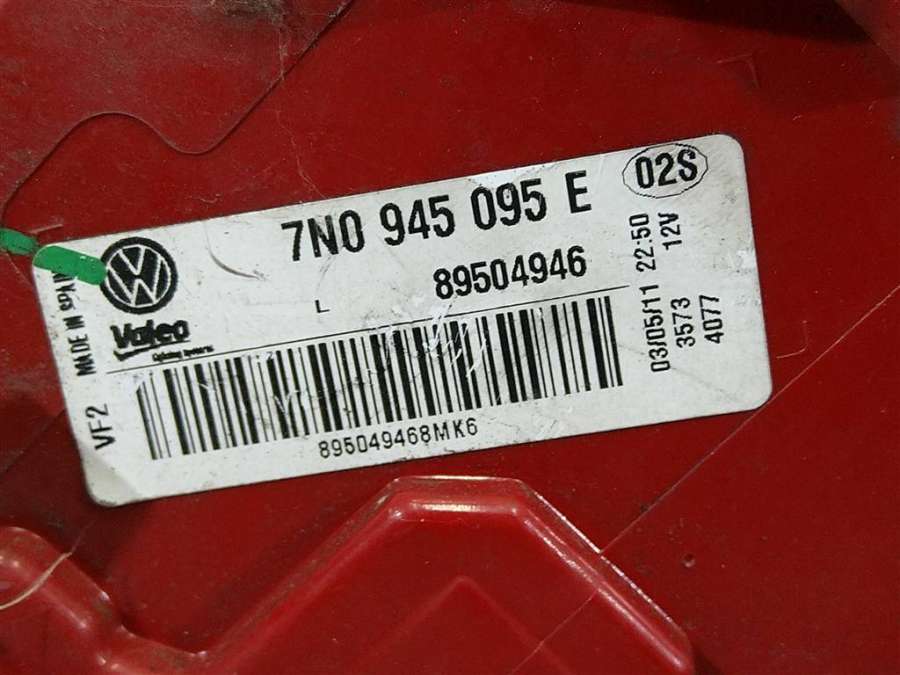 7N0 945 095 E
02S
L
89504946
Valeo
MADE IN SPAIN
VF2
895049468MK6
03/05/11 22:50
3573 12V
4077